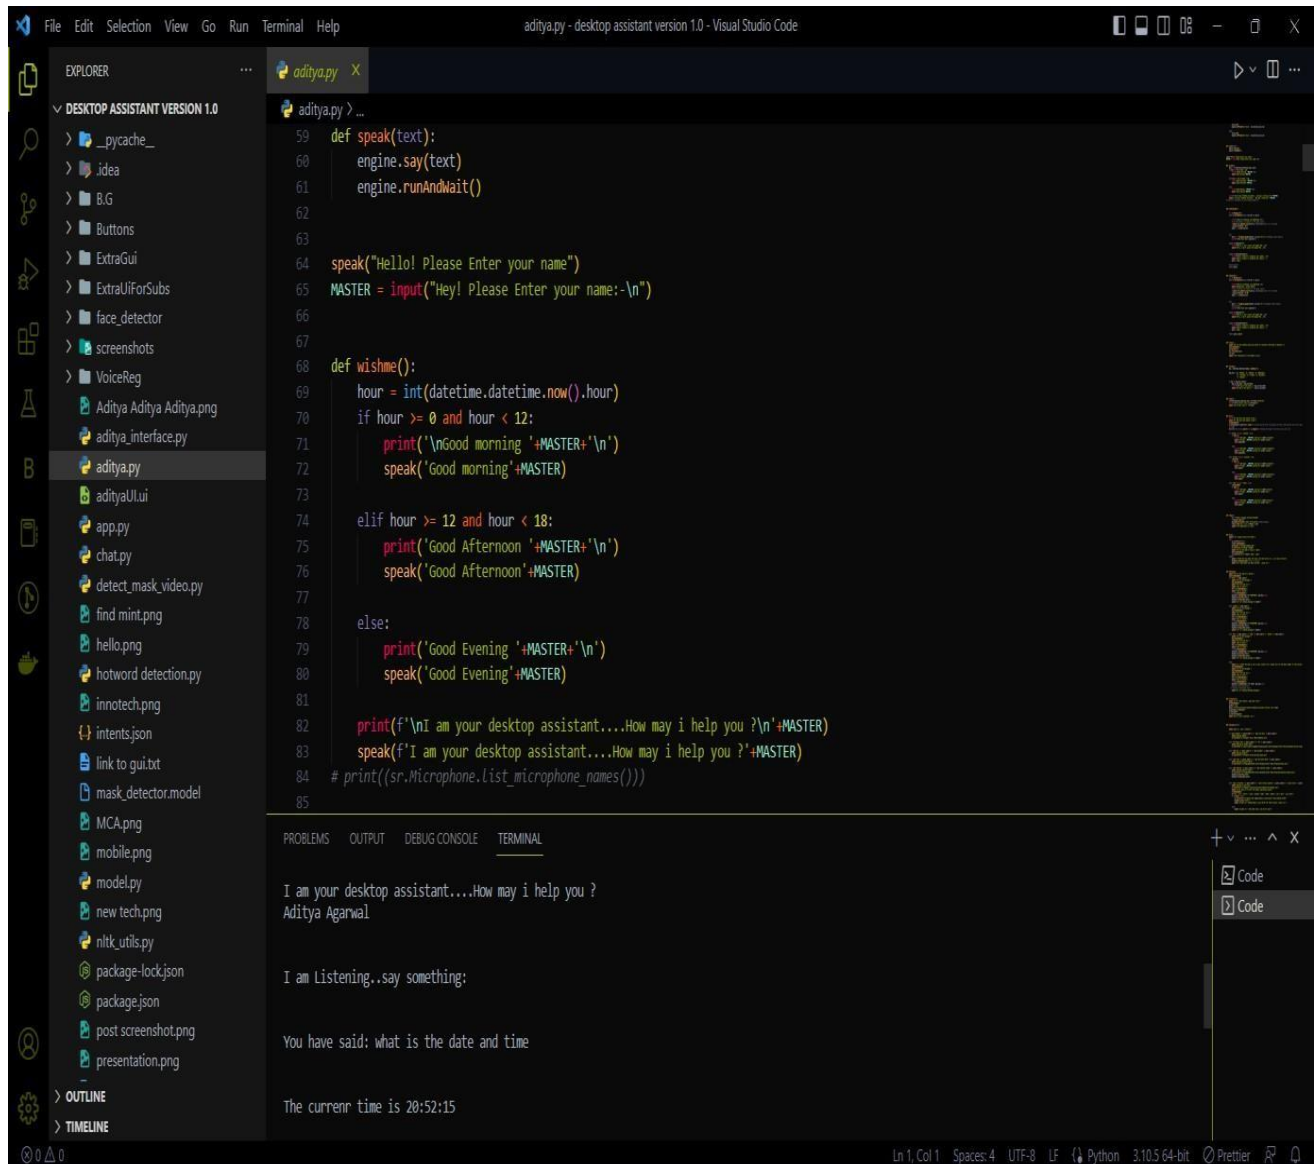 File Edit Selection View Go Run Terminal Help
aditya.py - desktop assistant version 1.0 - Visual Studio Code
EXPLORER
DESKTOP ASSISTANT VERSION 1.0
__pycache__
.idea
B.G
Buttons
ExtraGui
ExtraUiForSubs
face_detector
screenshots
VoiceReg
Aditya Aditya Aditya.png
aditya_interface.py
aditya.py
adityaUI.ui
app.py
chat.py
detect_mask_video.py
find mint.png
hello.png
hotword detection.py
innotech.png
intents.json
link to gui.txt
mask_detector.model
MCA.png
mobile.png
model.py
new tech.png
nltk_utils.py
package-lock.json
package.json
post screenshot.png
presentation.png
OUTLINE
TIMELINE
aditya.py X
aditya.py > ...
59 def speak(text):
60 engine.say(text)
61 engine.runAndWait()
62
63
64 speak("Hello! Please Enter your name")
65 MASTER = input("Hey! Please Enter your name:-\n")
66
67
68 def wishme():
69 hour = int(datetime.datetime.now().hour)
70 if hour >= 0 and hour < 12:
71 print('\nGood morning '+MASTER+'\n')
72 speak('Good morning'+MASTER)
73
74 elif hour >= 12 and hour < 18:
75 print('Good Afternoon '+MASTER+'\n')
76 speak('Good Afternoon'+MASTER)
77
78 else:
79 print('Good Evening '+MASTER+'\n')
80 speak('Good Evening'+MASTER)
81
82 print(f'\nI am your desktop assistant....How may i help you ?\n'+MASTER)
83 speak(f'I am your desktop assistant....How may i help you ?'+MASTER)
84 # print((sr.Microphone.list_microphone_names()))
85
PROBLEMS OUTPUT DEBUG CONSOLE TERMINAL
I am your desktop assistant....How may i help you ?
Aditya Agarwal
I am Listening..say something:
You have said: what is the date and time
The currenr time is 20:52:15
Code
Code
0 0
Ln 1, Col 1 Spaces: 4 UTF-8 LF Python 3.10.5 64-bit Prettier